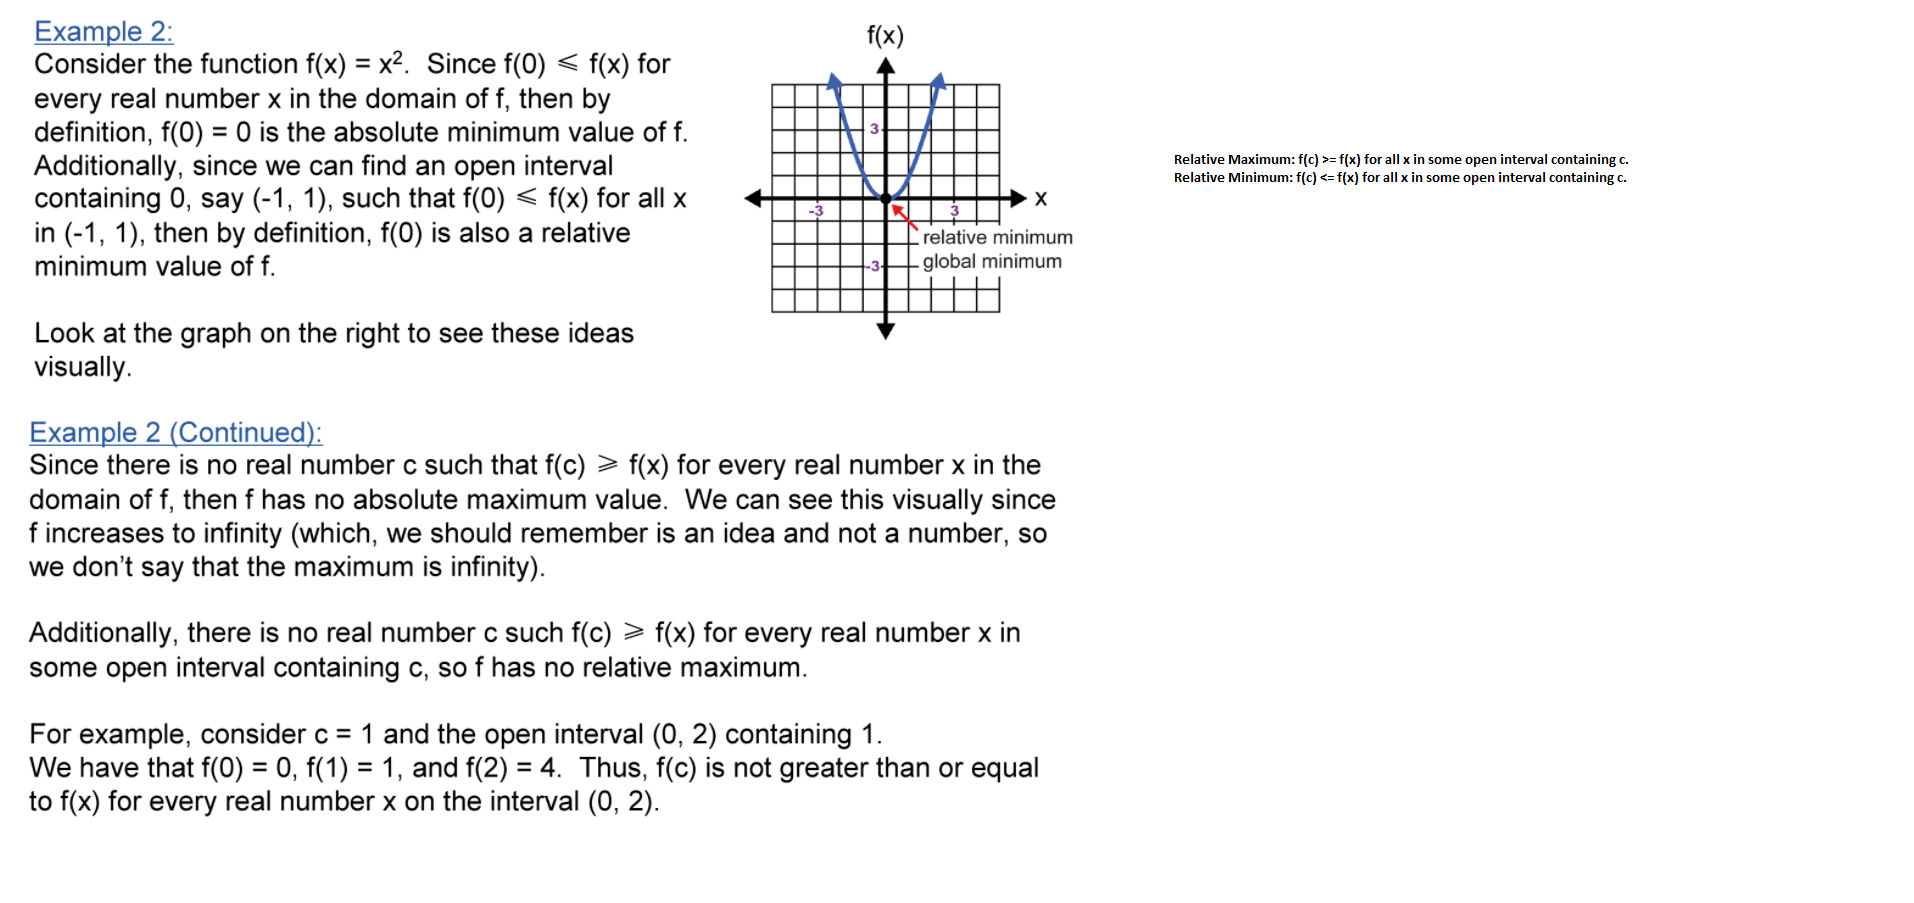 Example 2:
Consider the function f(x) = x². Since f(0) ⩽ f(x) for
every real number x in the domain of f, then by
definition, f(0) = 0 is the absolute minimum value of f.
Additionally, since we can find an open interval
containing 0, say (-1, 1), such that f(0) ⩽ f(x) for all x
in (-1, 1), then by definition, f(0) is also a relative
minimum value of f.
Look at the graph on the right to see these ideas
visually.
f(x)
3
x
-3
3
relative minimum
-3
global minimum
Relative Maximum: f(c) >= f(x) for all x in some open interval containing c.
Relative Minimum: f(c) <= f(x) for all x in some open interval containing c.
Example 2 (Continued):
Since there is no real number c such that f(c) ⩾ f(x) for every real number x in the
domain of f, then f has no absolute maximum value. We can see this visually since
f increases to infinity (which, we should remember is an idea and not a number, so
we don't say that the maximum is infinity).
Additionally, there is no real number c such f(c) ⩾ f(x) for every real number x in
some open interval containing c, so f has no relative maximum.
For example, consider c = 1 and the open interval (0, 2) containing 1.
We have that f(0) = 0, f(1) = 1, and f(2) = 4. Thus, f(c) is not greater than or equal
to f(x) for every real number x on the interval (0, 2).